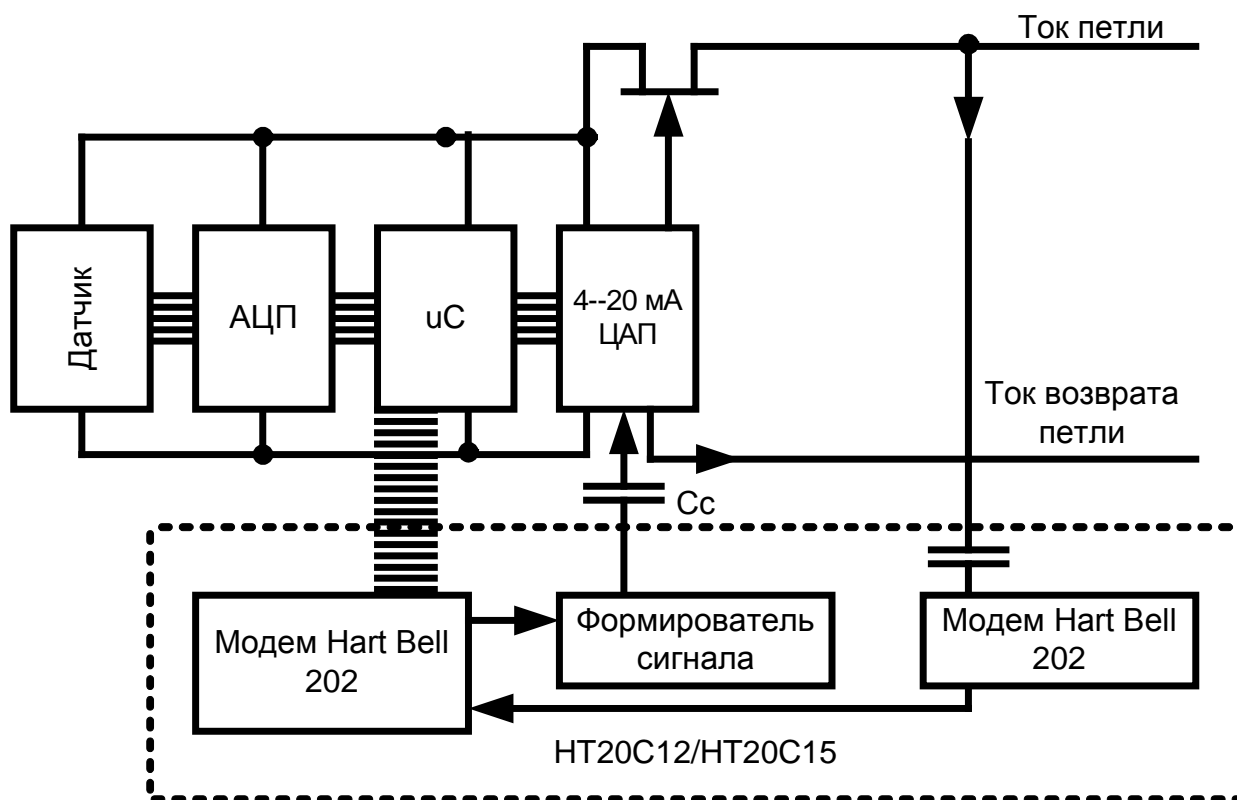 Ток петли
Датчик
АЦП
uC
4--20 мА
ЦАП
Ток возврата
петли
Cc
Модем Hart Bell
202
Формирователь
сигнала
Модем Hart Bell
202
HT20C12/HT20C15